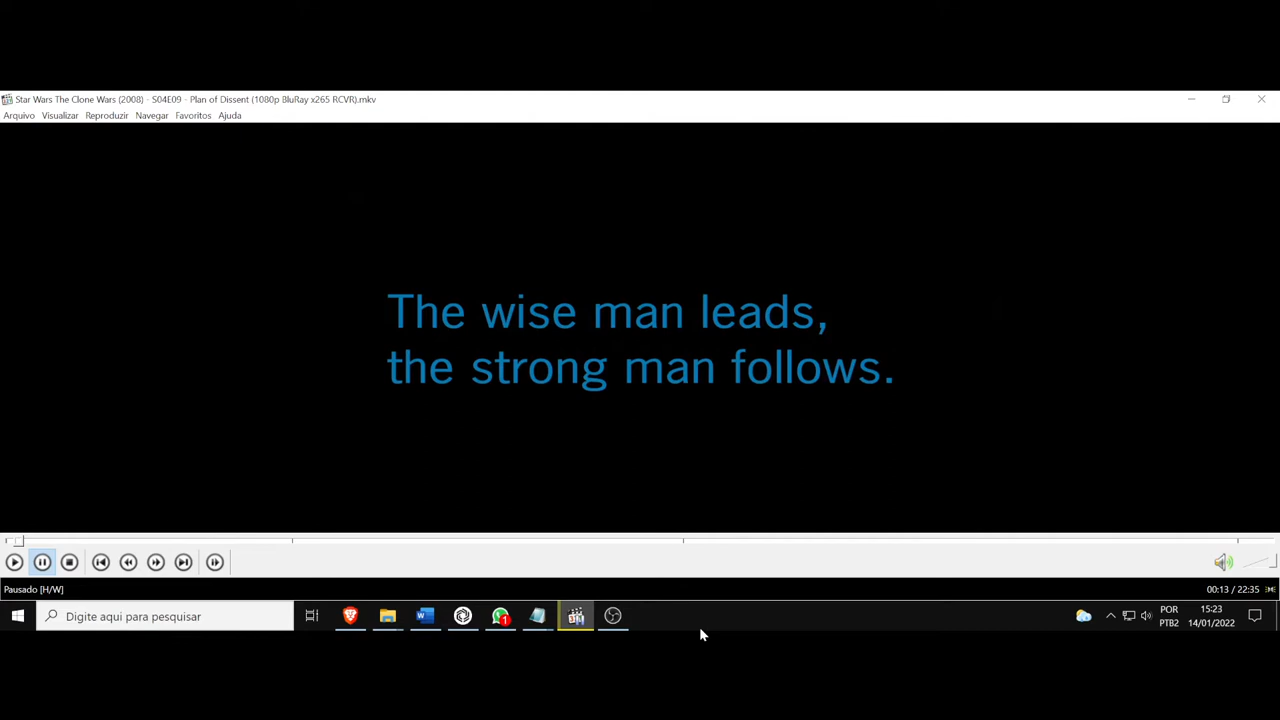 Star Wars The Clone Wars (2008) - S04E09 - Plan of Dissent (1080p BluRay x265 RCVR).mkv
Arquivo Visualizar Reproduzir Navegar Favoritos Ajuda
The wise man leads,
the strong man follows.
Pausado [H/W]
00:13 / 22:35
Digite aqui para pesquisar
W
1
POR
PTB2
15:23
14/01/2022